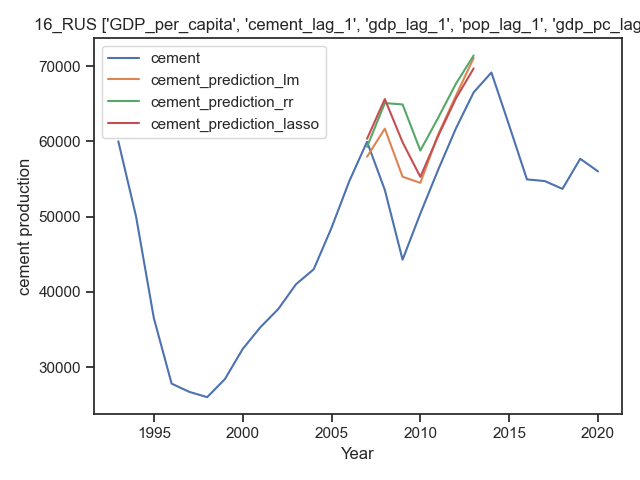 16_RUS ['GDP_per_capita', 'cement_lag_1', 'gdp_lag_1', 'pop_lag_1', 'gdp_pc_lag
cement
cement_prediction_lm
cement_prediction_rr
cement_prediction_lasso
70000
60000
50000
40000
30000
cement production
1995 2000 2005 2010 2015 2020
Year